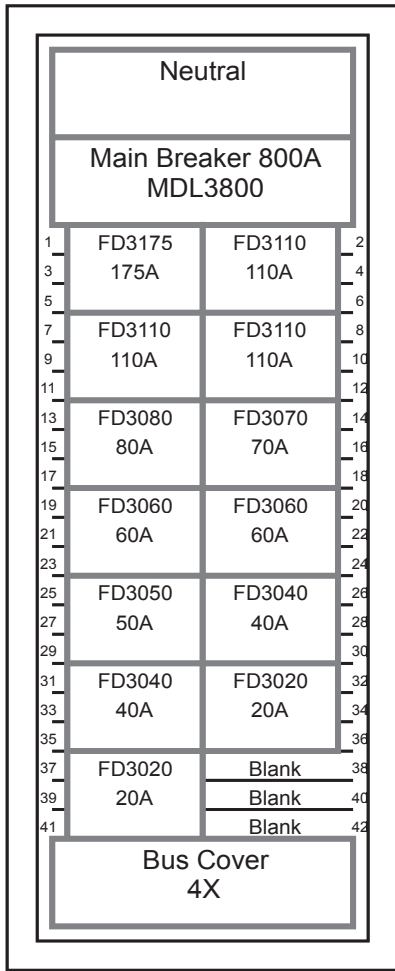 Neutral
Main Breaker 800A
MDL3800
1 FD3175 FD3110 2
3 175A 110A 4
5 6
7 FD3110 FD3110 8
9 110A 110A 10
11 12
13 FD3080 FD3070 14
15 80A 70A 16
17 18
19 FD3060 FD3060 20
21 60A 60A 22
23 24
25 FD3050 FD3040 26
27 50A 40A 28
29 30
31 FD3040 FD3020 32
33 40A 20A 34
35 36
37 FD3020 Blank 38
39 20A Blank 40
41 Blank 42
Bus Cover
4X